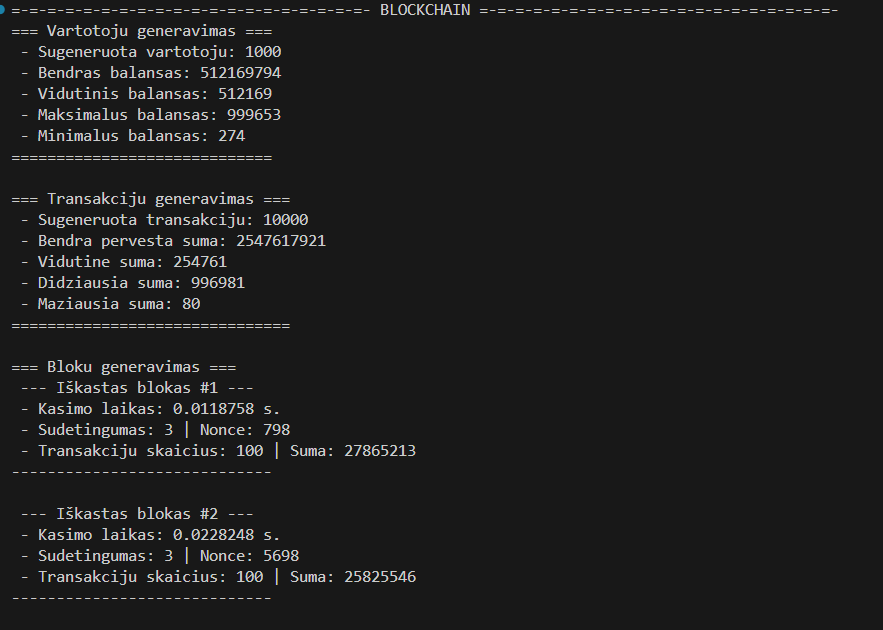 =-=-=-=-=-=-=-=-=-=-=-=-=-=-=-=-=-=-=-=- BLOCKCHAIN =-=-=-=-=-=-=-=-=-=-=-=-=-=-=-=-=-=-=-=-
=== Vartotoju generavimas ===
 - Sugeneruota vartotoju: 1000
 - Bendras balansas: 512169794
 - Vidutinis balansas: 512169
 - Maksimalus balansas: 999653
 - Minimalus balansas: 274
=============================
=== Transakciju generavimas ===
 - Sugeneruota transakciju: 10000
 - Bendra pervesta suma: 2547617921
 - Vidutine suma: 254761
 - Didziausia suma: 996981
 - Maziausia suma: 80
===============================
=== Bloku generavimas ===
 --- Iškastas blokas #1 ---
 - Kasimo laikas: 0.0118758 s.
 - Sudetingumas: 3 | Nonce: 798
 - Transakciju skaicius: 100 | Suma: 27865213
-----------------------------
 --- Iškastas blokas #2 ---
 - Kasimo laikas: 0.0228248 s.
 - Sudetingumas: 3 | Nonce: 5698
 - Transakciju skaicius: 100 | Suma: 25825546
-----------------------------